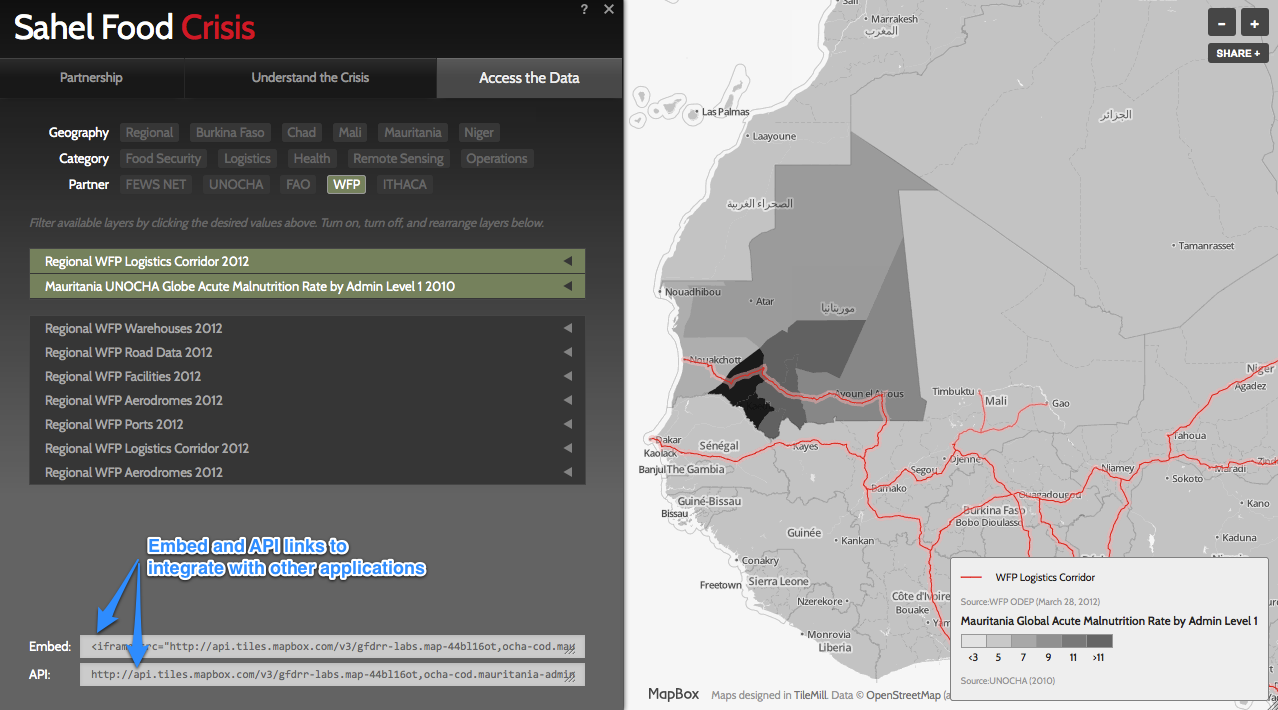 ? ×
Sahel Food Crisis
Partnership Understand the Crisis Access the Data
Geography Regional Burkina Faso Chad Mali Mauritania Niger
Category Food Security Logistics Health Remote Sensing Operations
Partner FEWS NET UNOCHA FAO WFP ITHACA
Filter available layers by clicking the desired values above. Turn on, turn off, and rearrange layers below.
Regional WFP Logistics Corridor 2012
Mauritania UNOCHA Globe Acute Malnutrition Rate by Admin Level 1 2010
Regional WFP Warehouses 2012
Regional WFP Road Data 2012
Regional WFP Facilities 2012
Regional WFP Aerodromes 2012
Regional WFP Ports 2012
Regional WFP Logistics Corridor 2012
Regional WFP Aerodromes 2012
Embed and API links to
integrate with other applications
Embed: <iframe src="http://api.tiles.mapbox.com/v3/gfdrr-labs.map-44bl16ot,ocha-cod.mau
API: http://api.tiles.mapbox.com/v3/gfdrr-labs.map-44bl16ot,ocha-cod.mauritania-admin
- +
SHARE +
Marrakesh
المغرب
Las Palmas
الجزائر
Laayoune
الصحراء الغربية
Tamanrasset
Nouadhibou
Atar
موريتانيا
Nouakchott
Niger
Agadez
Timbuktu
Mali
Gao
Dakar
Sénégal
Kayes
Tahoua
Kaolack
Banjul The Gambia
Segou
Djenne
Niamey
Maradi
Sokoto
Bamako
Ouagadougou
Guiné-Bissau
Bissau
Burkina Faso
Bobo Dioulasso
Kano
Guinée
Kankan
Kaduna
Conakry
Freetown
Sierra Leone
Nzerekore
Côte d'Ivoire
Bouake
Monrovia
Liberia
WFP Logistics Corridor
Source:WFP ODEP (March 28, 2012)
Mauritania Global Acute Malnutrition Rate by Admin Level 1
<3 5 7 9 11 >11
Source:UNOCHA (2010)
MapBox Maps designed in TileMill. Data © OpenStreetMap (a